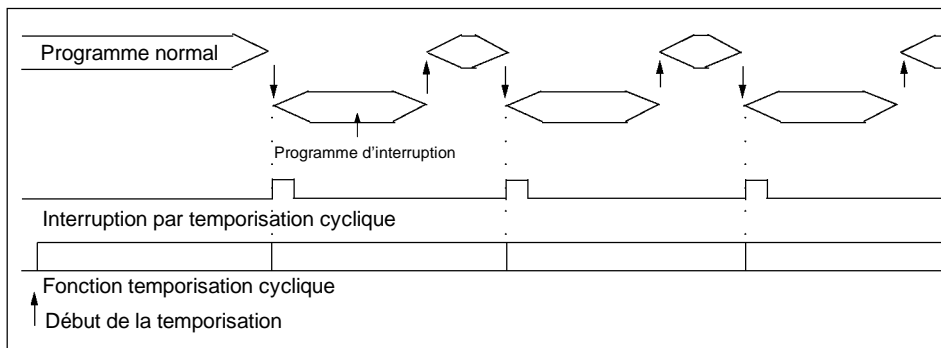 Programme normal
Programme d'interruption
Interruption par temporisation cyclique
Fonction temporisation cyclique
Début de la temporisation